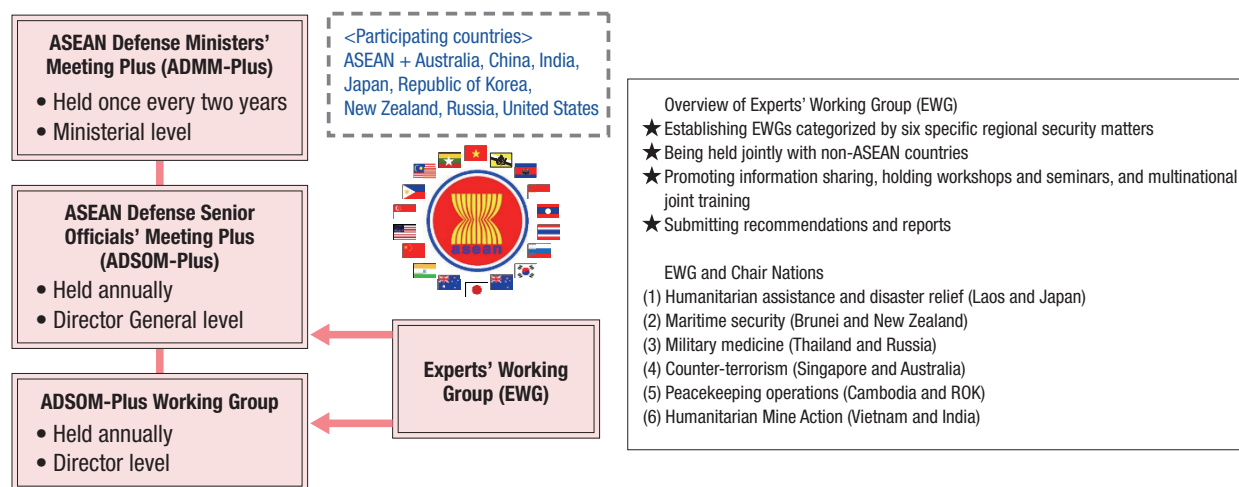 ASEAN Defense Ministers'
Meeting Plus (ADMM-Plus)
• Held once every two years
• Ministerial level
ASEAN Defense Senior
Officials' Meeting Plus
(ADSOM-Plus)
• Held annually
• Director General level
ADSOM-Plus Working Group
• Held annually
• Director level
<Participating countries>
ASEAN + Australia, China, India,
Japan, Republic of Korea,
New Zealand, Russia, United States
asean
Experts' Working
Group (EWG)
Overview of Experts' Working Group (EWG)
★ Establishing EWGs categorized by six specific regional security matters
★ Being held jointly with non-ASEAN countries
★ Promoting information sharing, holding workshops and seminars, and multinational
joint training
★ Submitting recommendations and reports
EWG and Chair Nations
(1) Humanitarian assistance and disaster relief (Laos and Japan)
(2) Maritime security (Brunei and New Zealand)
(3) Military medicine (Thailand and Russia)
(4) Counter-terrorism (Singapore and Australia)
(5) Peacekeeping operations (Cambodia and ROK)
(6) Humanitarian Mine Action (Vietnam and India)